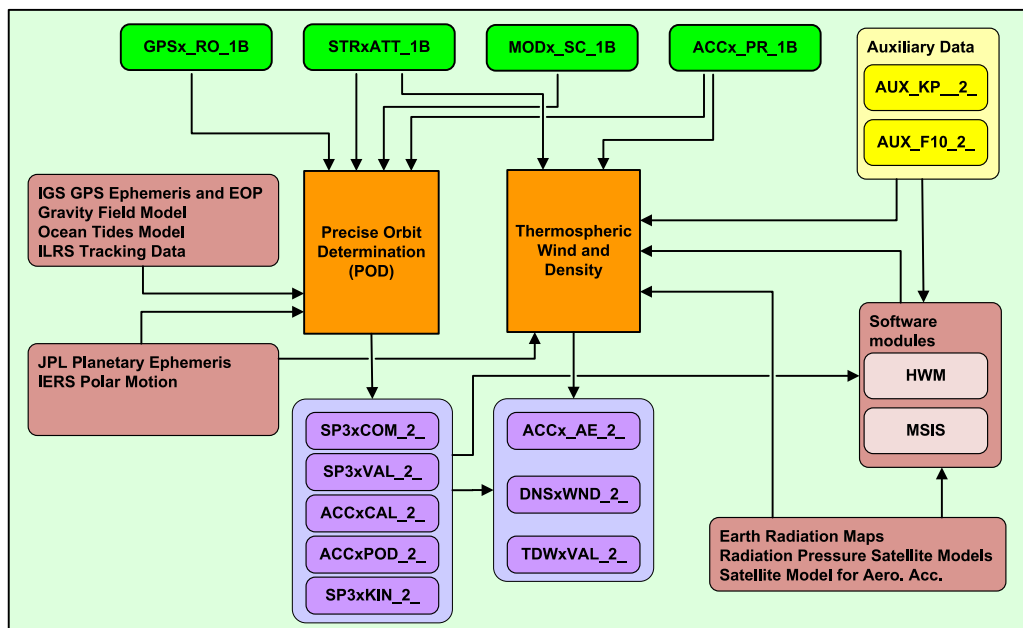 GPSx_RO_1B
STRxATT_1B
MODx_SC_1B
ACCx_PR_1B
Auxiliary Data
AUX_KP__2_
AUX_F10_2_
IGS GPS Ephemeris and EOP
Gravity Field Model
Ocean Tides Model
ILRS Tracking Data
Precise Orbit
Determination
(POD)
Thermospheric
Wind and
Density
JPL Planetary Ephemeris
IERS Polar Motion
Software
modules
HWM
MSIS
SP3xCOM_2_
SP3xVAL_2_
ACCxCAL_2_
ACCxPOD_2_
SP3xKIN_2_
ACCx_AE_2_
DNSxWND_2_
TDWxVAL_2_
Earth Radiation Maps
Radiation Pressure Satellite Models
Satellite Model for Aero. Acc.